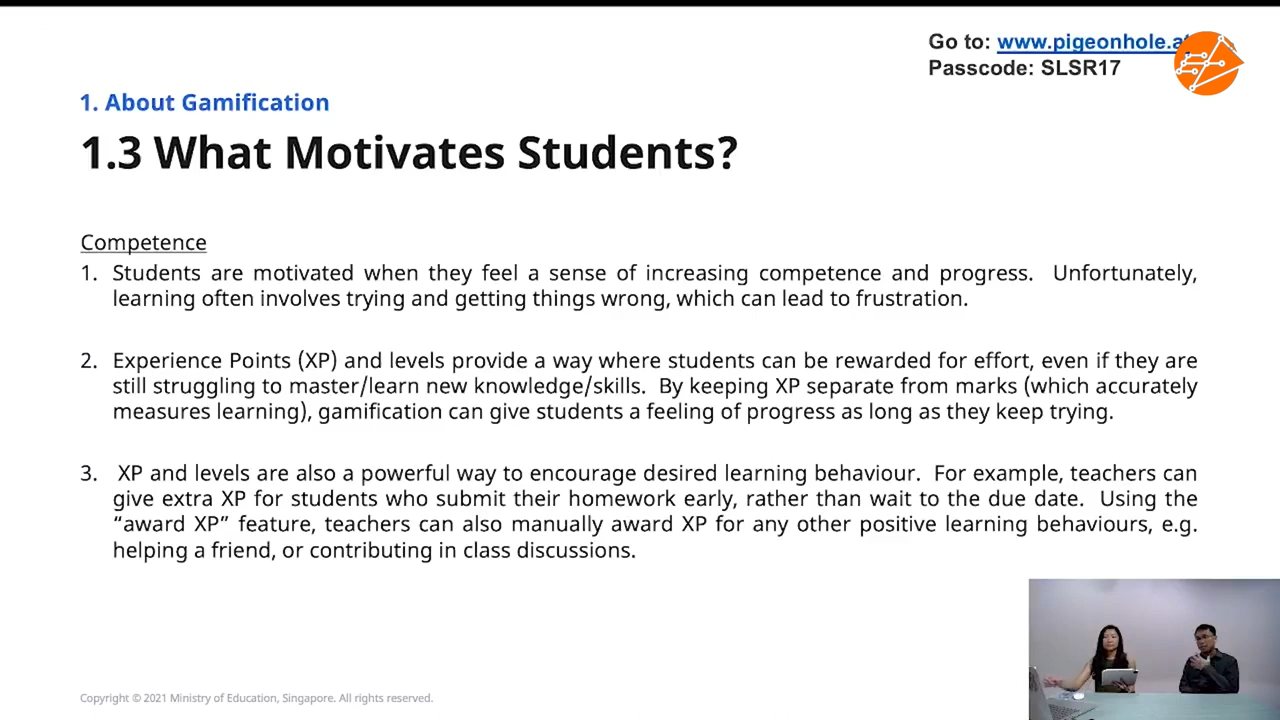 Go to: www.pigeonhole.at
Passcode: SLSR17
1. About Gamification
1.3 What Motivates Students?
Competence
1. Students are motivated when they feel a sense of increasing competence and progress. Unfortunately,
learning often involves trying and getting things wrong, which can lead to frustration.
2. Experience Points (XP) and levels provide a way where students can be rewarded for effort, even if they are
still struggling to master/learn new knowledge/skills. By keeping XP separate from marks (which accurately
measures learning), gamification can give students a feeling of progress as long as they keep trying.
3. XP and levels are also a powerful way to encourage desired learning behaviour. For example, teachers can
give extra XP for students who submit their homework early, rather than wait to the due date. Using the
“award XP” feature, teachers can also manually award XP for any other positive learning behaviours, e.g.
helping a friend, or contributing in class discussions.
Copyright © 2021 Ministry of Education, Singapore. All rights reserved.